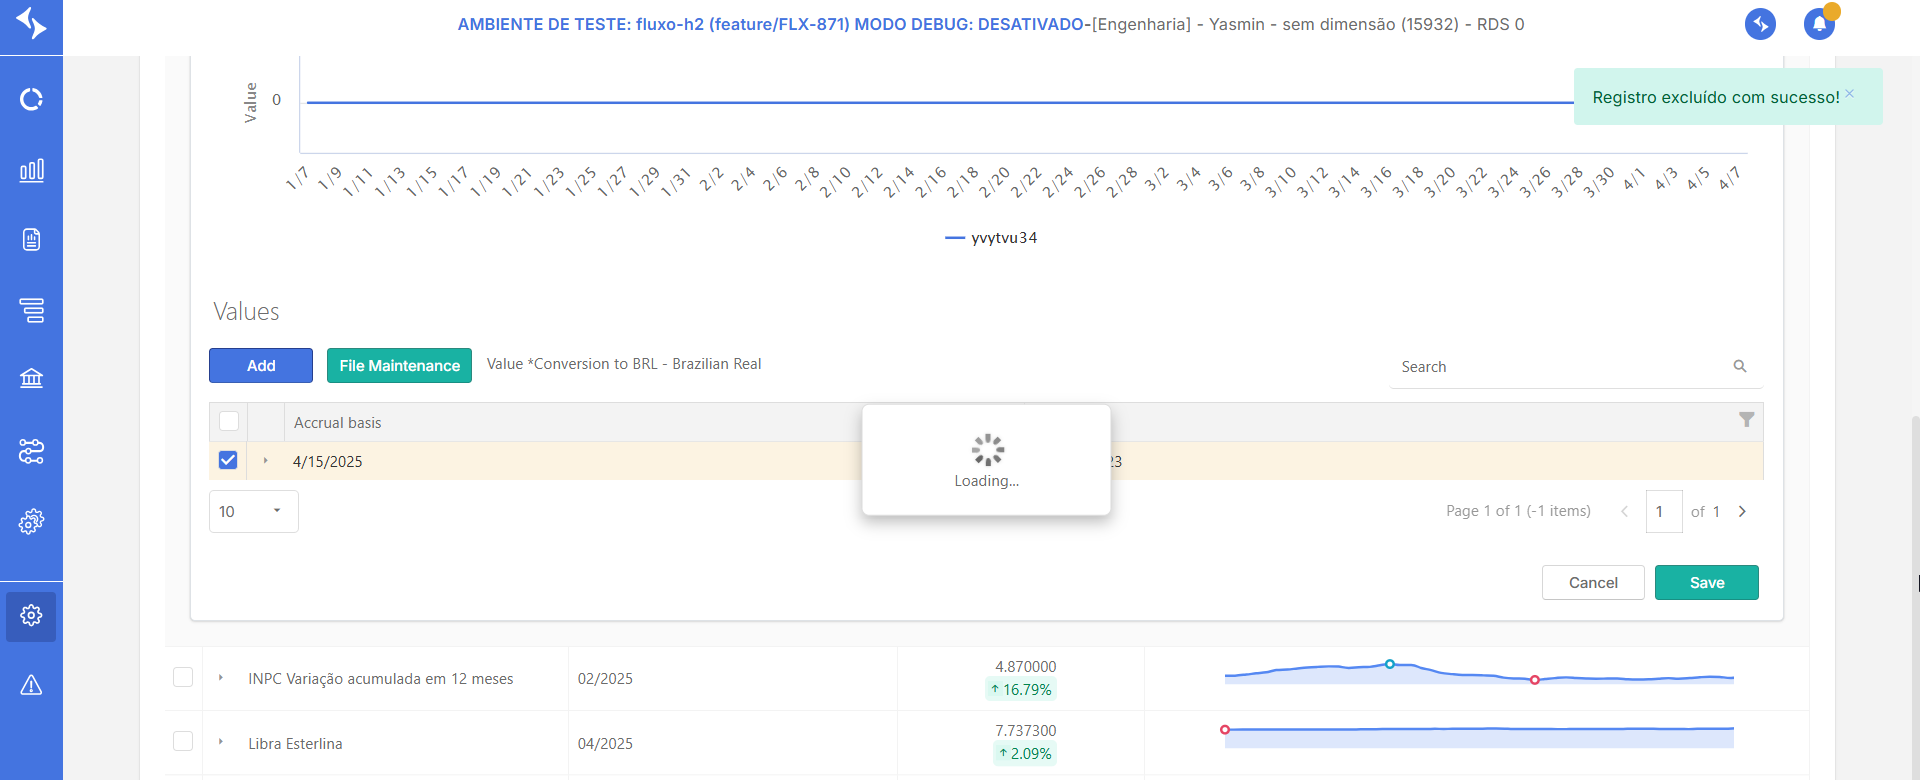 AMBIENTE DE TESTE: fluxo-h2 (feature/FLX-871) MODO DEBUG: DESATIVADO-[Engenharia] - Yasmin - sem dimensão (15932) - RDS 0
Registro excluído com sucesso! ×
Value
0
1/7 1/9 1/11 1/13 1/15 1/17 1/19 1/21 1/23 1/25 1/27 1/29 1/31 2/2 2/4 2/6 2/8 2/10 2/12 2/14 2/16 2/18 2/20 2/22 2/24 2/26 2/28 3/2 3/4 3/6 3/8 3/10 3/12 3/14 3/16 3/18 3/20 3/22 3/24 3/26 3/28 3/30 4/1 4/3 4/5 4/7
yvytvu34
Values
Add File Maintenance Value *Conversion to BRL - Brazilian Real Search
Accrual basis
4/15/2025 23
Loading...
10 Page 1 of 1 (-1 items) 1 of 1
Cancel Save
INPC Variação acumulada em 12 meses 02/2025 4.870000
↑ 16.79%
Libra Esterlina 04/2025 7.737300
↑ 2.09%